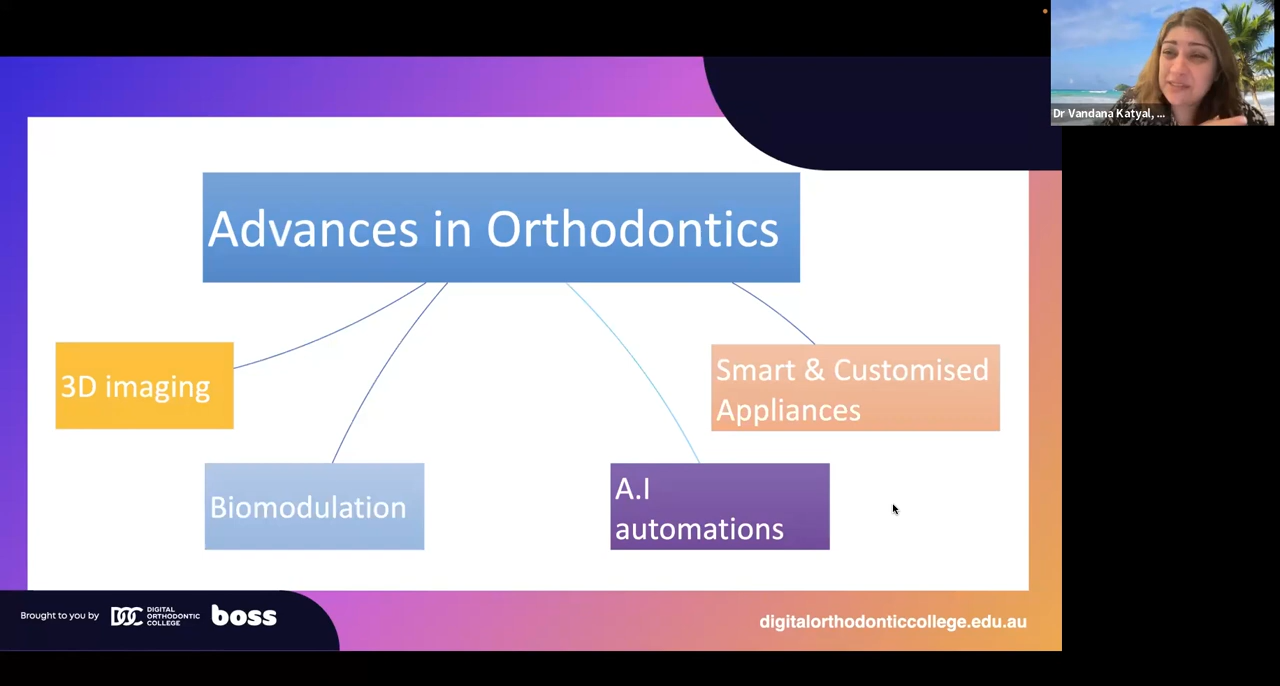 Dr Vandana Katyal, ...
Advances in Orthodontics
3D imaging
Smart & Customised
Appliances
Biomodulation
A.I
automations
Brought to you by
DOC
DIGITAL
ORTHODONTIC
COLLEGE
boss
digitalorthodonticcollege.edu.au